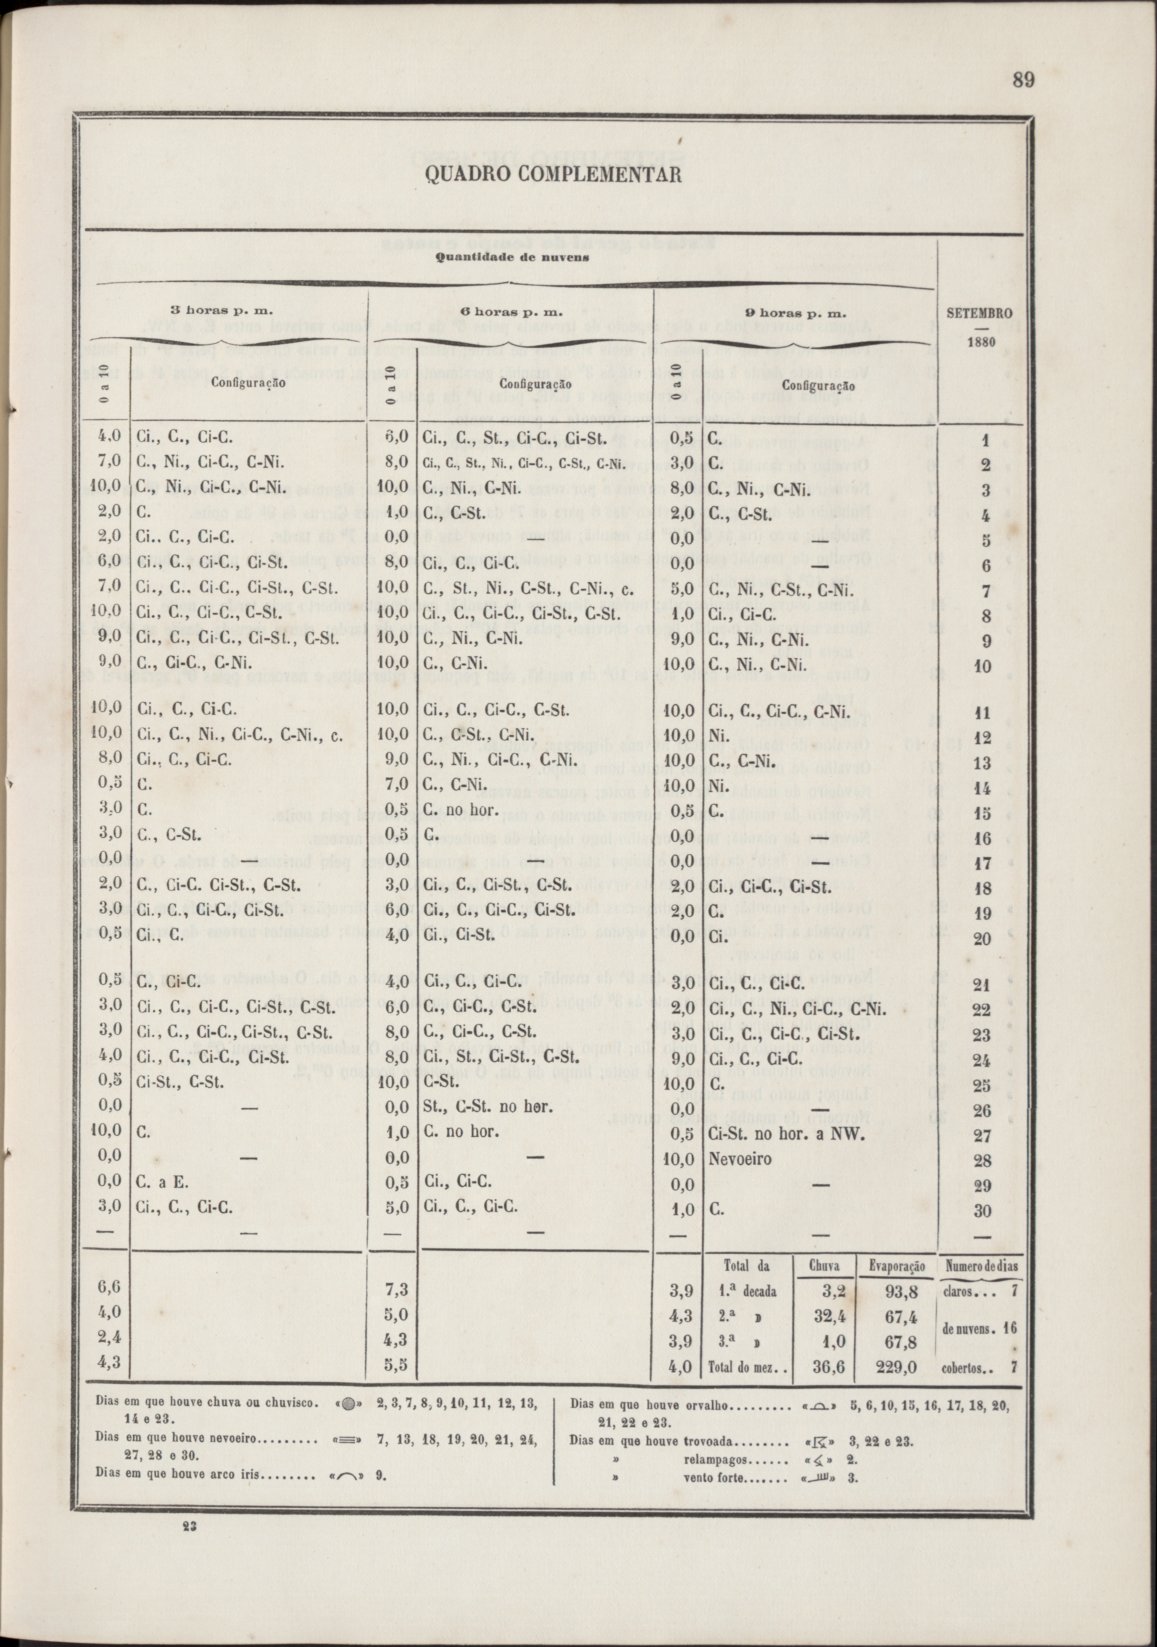 89
QUADRO COMPLEMENTAR
Quantidade de nuvens
3 horas p. m. 6 horas p. m. 9 horas p. m. SETEMBRO
—
1880
0 a 10 Configuração 0 a 10 Configuração 0 a 10 Configuração
4,0 Ci., C., Ci-C. 6,0 Ci., C., St., Ci-C., Ci-St. 0,5 C. 1
7,0 C., Ni., Ci-C., C-Ni. 8,0 Ci., C., St., Ni., Ci-C., C-St., C-Ni. 3,0 C. 2
10,0 C., Ni., Ci-C., C-Ni. 10,0 C., Ni., C-Ni. 8,0 C., Ni., C-Ni. 3
2,0 C. 1,0 C., C-St. 2,0 C., C-St. 4
2,0 Ci.. C., Ci-C. 0,0 — 0,0 — 5
6,0 Ci., C., Ci-C., Ci-St. 8,0 Ci., C., Ci-C. 0,0 — 6
7,0 Ci., C.. Ci-C., Ci-St., C-St. 10,0 C., St., Ni., C-St., C-Ni., c. 5,0 C., Ni., C-St., C-Ni. 7
10,0 Ci., C., Ci-C., C-St. 10,0 Ci., C., Ci-C., Ci-St., C-St. 1,0 Ci., Ci-C. 8
9,0 Ci., C., Ci-C., Ci-St., C-St. 10,0 C., Ni., C-Ni. 9,0 C., Ni., C-Ni. 9
9,0 C., Ci-C., C-Ni. 10,0 C., C-Ni. 10,0 C., Ni., C-Ni. 10
10,0 Ci., C., Ci-C. 10,0 Ci., C., Ci-C., C-St. 10,0 Ci., C., Ci-C., C-Ni. 11
10,0 Ci., C., Ni., Ci-C., C-Ni., c. 10,0 C., C-St., C-Ni. 10,0 Ni. 12
8,0 Ci., C., Ci-C. 9,0 C., Ni., Ci-C., C-Ni. 10,0 C., C-Ni. 13
0,5 C. 7,0 C., C-Ni. 10,0 Ni. 14
3,0 C. 0,5 C. no hor. 0,5 C. 15
3,0 C., C-St. 0,5 C. 0,0 — 16
0,0 — 0,0 — 0,0 — 17
2,0 C., Ci-C. Ci-St., C-St. 3,0 Ci., C., Ci-St., C-St. 2,0 Ci., Ci-C., Ci-St. 18
3,0 Ci., C., Ci-C., Ci-St. 6,0 Ci., C., Ci-C., Ci-St. 2,0 C. 19
0,5 Ci., C. 4,0 Ci., Ci-St. 0,0 Ci. 20
0,5 C., Ci-C. 4,0 Ci., C., Ci-C. 3,0 Ci., C., Ci-C. 21
3,0 Ci., C., Ci-C., Ci-St., C-St. 6,0 C., Ci-C., C-St. 2,0 Ci., C., Ni., Ci-C., C-Ni. 22
3,0 Ci., C., Ci-C., Ci-St., C-St. 8,0 C., Ci-C., C-St. 3,0 Ci., C., Ci-C., Ci-St. 23
4,0 Ci., C., Ci-C., Ci-St. 8,0 Ci., St., Ci-St., C-St. 9,0 Ci., C., Ci-C. 24
0,5 Ci-St., C-St. 10,0 C-St. 10,0 C. 25
0,0 — 0,0 St., C-St. no hor. 0,0 — 26
10,0 C. 1,0 C. no hor. 0,5 Ci-St. no hor. a NW. 27
0,0 — 0,0 — 10,0 Nevoeiro 28
0,0 C. a E. 0,5 Ci., Ci-C. 0,0 — 29
3,0 Ci., C., Ci-C. 5,0 Ci., C., Ci-C. 1,0 C. 30
— — — — — — —
Total da Chuva Evaporação Numero de dias
6,6 7,3 3,9 1.ª decada 3,2 93,8 claros... 7
4,0 5,0 4,3 2.ª » 32,4 67,4
de nuvens. 16
2,4 4,3 3,9 3.ª » 1,0 67,8
4,3 5,5 4,0 Total do mez.. 36,6 229,0 cobertos.. 7
Dias em que houve chuva ou chuvisco. « » 2, 3, 7, 8, 9, 10, 11, 12, 13,
14 e 23.
Dias em que houve nevoeiro......... «≡» 7, 13, 18, 19, 20, 21, 24,
27, 28 e 30.
Dias em que houve arco iris........ « » 9.
Dias em que houve orvalho......... « » 5, 6, 10, 15, 16, 17, 18, 20,
21, 22 e 23.
Dias em que houve trovoada........ « » 3, 22 e 23.
» relampagos...... « » 2.
» vento forte....... « » 3.
23